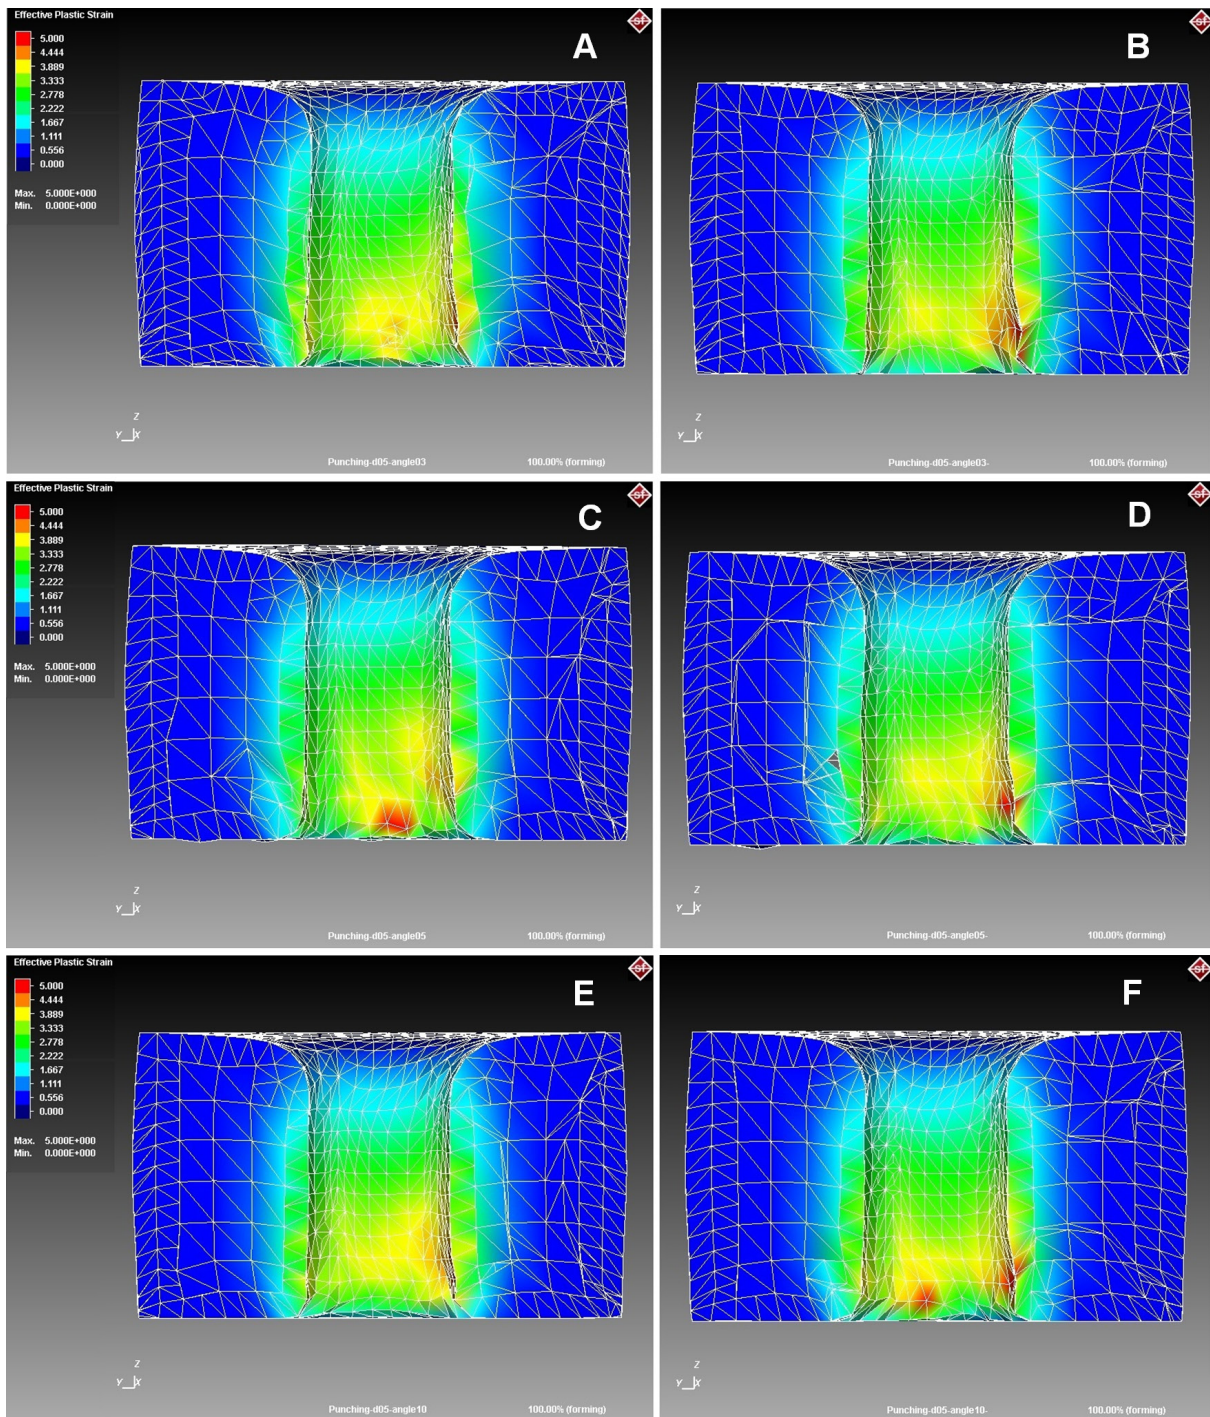 Effective Plastic Strain
A
5.000
4.444
3.889
3.333
2.778
2.222
1.667
1.111
0.556
0.000
Max. 5.000E+000
Min. 0.000E+000
Z
Y X
Punching-d05-angle03 100.00% (forming)
sf
B
Z
Y X
Punching-d05-angle03- 100.00% (forming)
sf
Effective Plastic Strain
C
5.000
4.444
3.889
3.333
2.778
2.222
1.667
1.111
0.556
0.000
Max. 5.000E+000
Min. 0.000E+000
Z
Y X
Punching-d05-angle05 100.00% (forming)
sf
D
Z
Y X
Punching-d05-angle05- 100.00% (forming)
sf
Effective Plastic Strain
E
5.000
4.444
3.889
3.333
2.778
2.222
1.667
1.111
0.556
0.000
Max. 5.000E+000
Min. 0.000E+000
Z
Y X
Punching-d05-angle10 100.00% (forming)
sf
F
Z
Y X
Punching-d05-angle10- 100.00% (forming)
sf